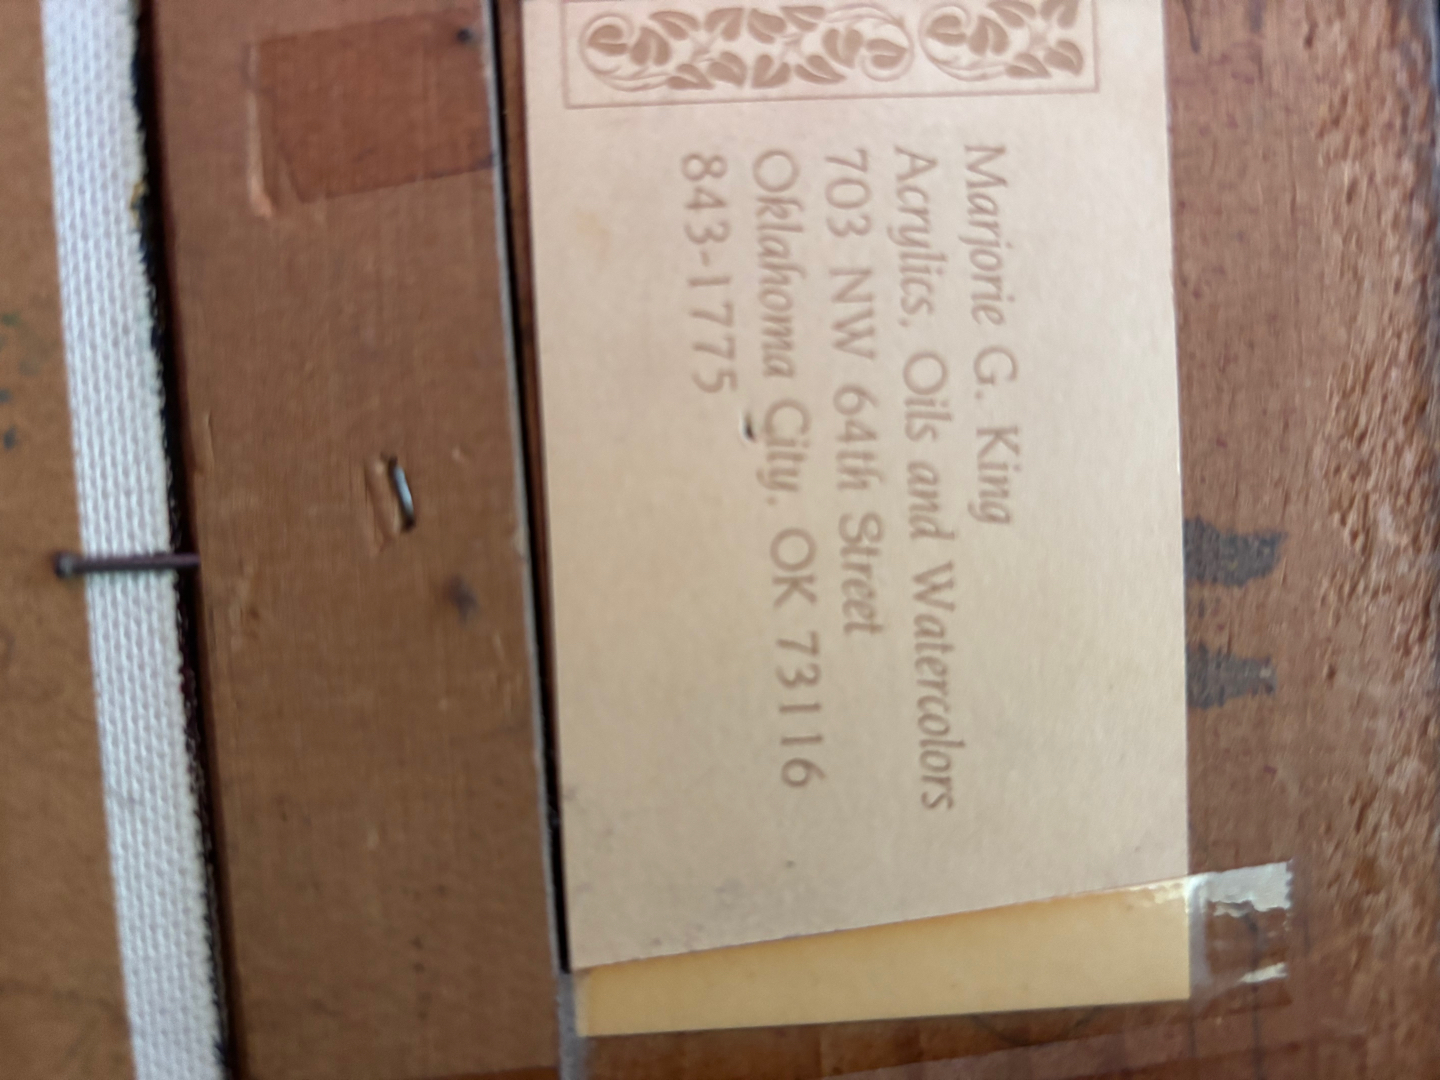 Marjorie G. King
Acrylics, Oils and Watercolors
703 NW 64th Street
Oklahoma City, OK 73116
843-1775